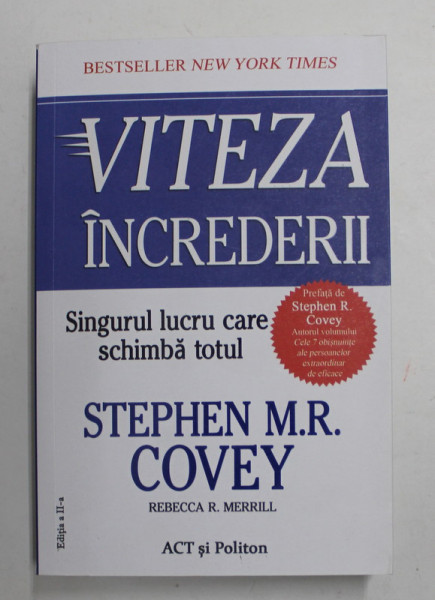 BESTSELLER NEW YORK TIMES
VITEZA
ÎNCREDERII
Singurul lucru care
schimbă totul
Prefață de
Stephen R.
Covey
Autorul volumului
Cele 7 obișnuințe
ale persoanelor
extraordinar
de eficace
STEPHEN M.R.
COVEY
REBECCA R. MERRILL
Ediția a II-a
ACT și Politon